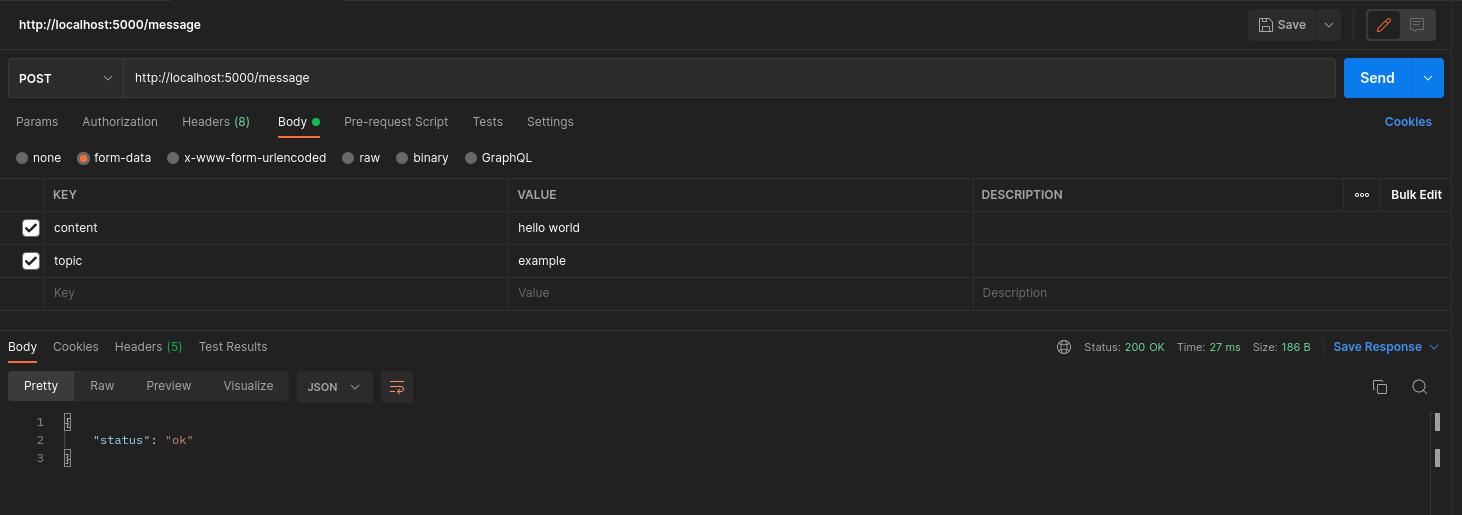 http://localhost:5000/message Save
POST http://localhost:5000/message Send
Params Authorization Headers (8) Body Pre-request Script Tests Settings Cookies
none form-data x-www-form-urlencoded raw binary GraphQL
KEY VALUE DESCRIPTION ooo Bulk Edit
content hello world
topic example
Key Value Description
Body Cookies Headers (5) Test Results Status: 200 OK Time: 27 ms Size: 186 B Save Response
Pretty Raw Preview Visualize JSON
1 {
2 "status": "ok"
3 }